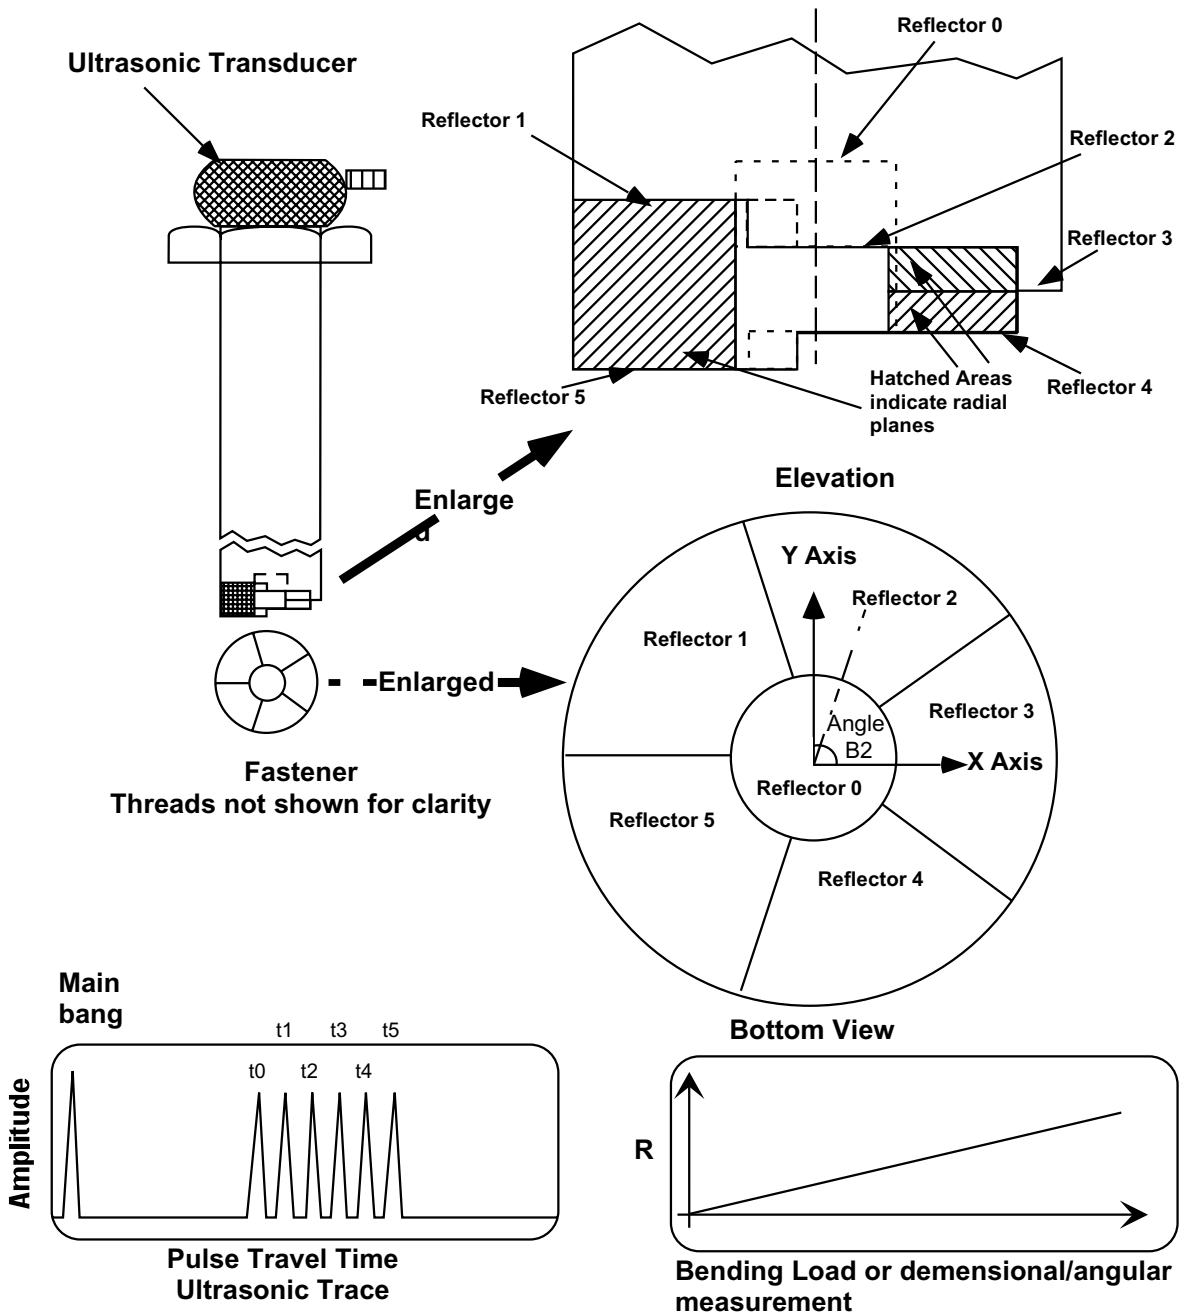 Ultrasonic Transducer
Reflector 0
Reflector 1
Reflector 2
Reflector 3
Reflector 5
Hatched Areas
indicate radial
planes
Reflector 4
Elevation
Enlarge
d
Y Axis
Reflector 2
Reflector 1
Enlarged
Reflector 3
Angle
B2
X Axis
Reflector 0
Reflector 5
Reflector 4
Fastener
Threads not shown for clarity
Bottom View
Main
bang
t1 t3 t5
t0 t2 t4
Amplitude
Pulse Travel Time
Ultrasonic Trace
R
Bending Load or demensional/angular
measurement